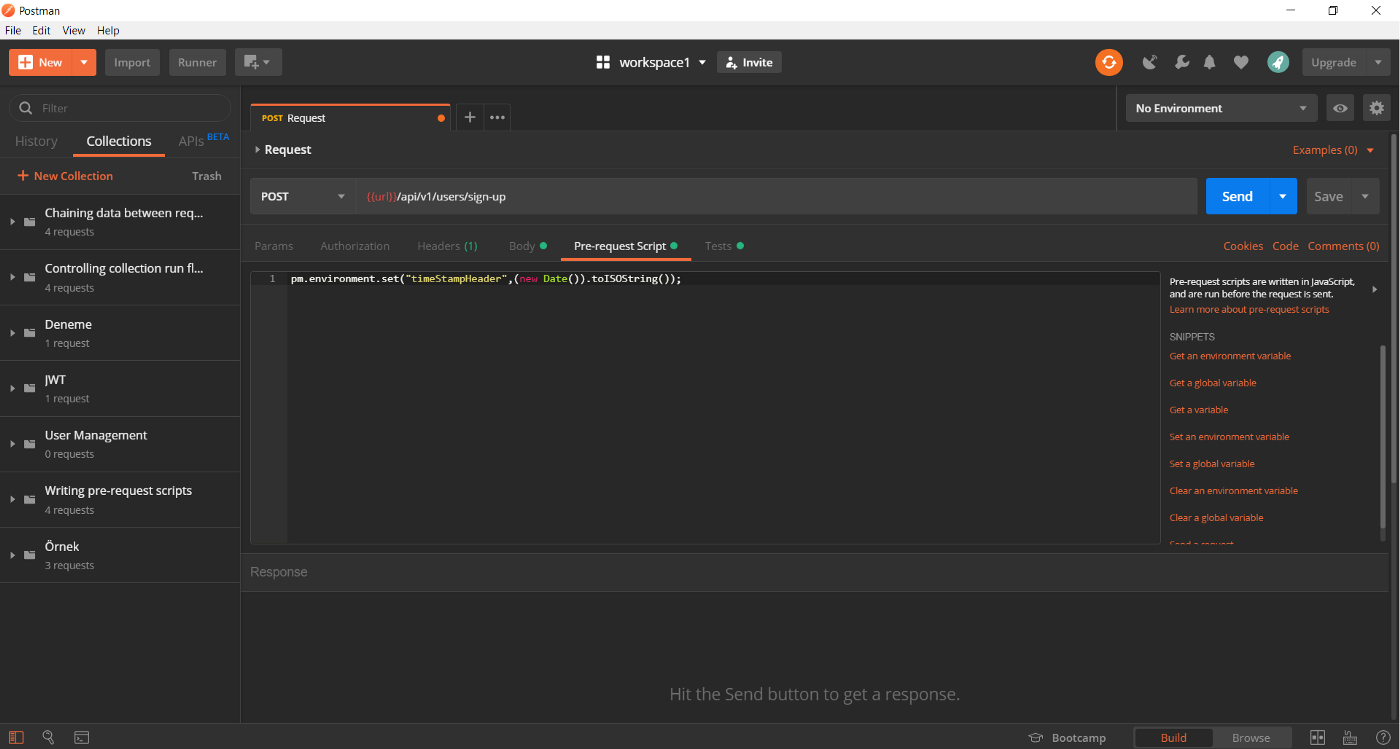 Postman
File Edit View Help
New Import Runner workspace1 Invite Upgrade
Filter
History Collections APIs BETA
New Collection Trash
Chaining data between req...
4 requests
Controlling collection run fl...
4 requests
Deneme
1 request
JWT
1 request
User Management
0 requests
Writing pre-request scripts
4 requests
Örnek
3 requests
POST Request
No Environment
Request
Examples (0)
POST {{url}}/api/v1/users/sign-up Send Save
Params Authorization Headers (1) Body Pre-request Script Tests Cookies Code Comments (0)
1 pm.environment.set("timeStampHeader",(new Date()).toISOString());
Pre-request scripts are written in JavaScript,
and are run before the request is sent.
Learn more about pre-request scripts
SNIPPETS
Get an environment variable
Get a global variable
Get a variable
Set an environment variable
Set a global variable
Clear an environment variable
Clear a global variable
Send a request
Response
Hit the Send button to get a response.
Bootcamp Build Browse